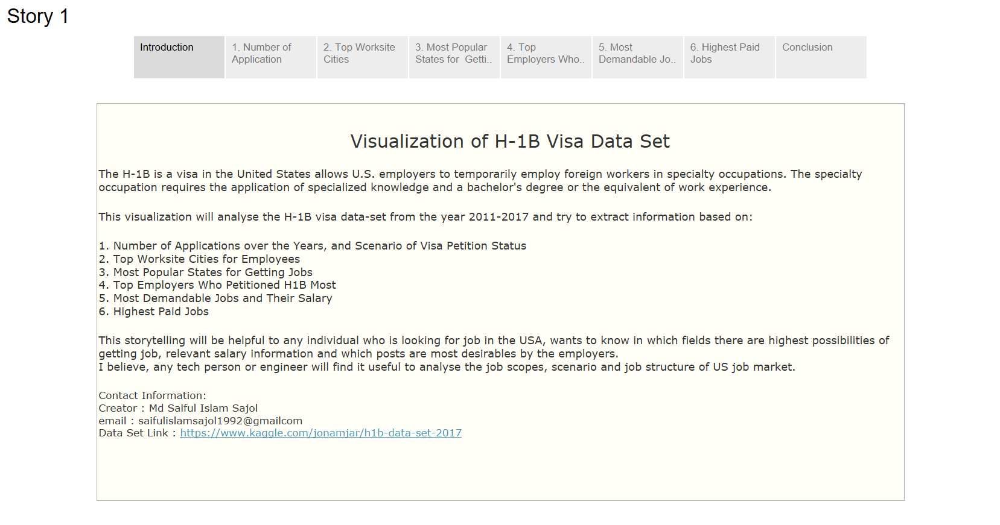 Story 1
Introduction
1. Number of
Application
2. Top Worksite
Cities
3. Most Popular
States for  Getti..
4. Top
Employers Who..
5. Most
Demandable Jo..
6. Highest Paid
Jobs
Conclusion
Visualization of H-1B Visa Data Set
The H-1B is a visa in the United States allows U.S. employers to temporarily employ foreign workers in specialty occupations. The specialty
occupation requires the application of specialized knowledge and a bachelor's degree or the equivalent of work experience.
This visualization will analyse the H-1B visa data-set from the year 2011-2017 and try to extract information based on:
1. Number of Applications over the Years, and Scenario of Visa Petition Status
2. Top Worksite Cities for Employees
3. Most Popular States for Getting Jobs
4. Top Employers Who Petitioned H1B Most
5. Most Demandable Jobs and Their Salary
6. Highest Paid Jobs
This storytelling will be helpful to any individual who is looking for job in the USA, wants to know in which fields there are highest possibilities of
getting job, relevant salary information and which posts are most desirables by the employers.
I believe, any tech person or engineer will find it useful to analyse the job scopes, scenario and job structure of US job market.
Contact Information:
Creator : Md Saiful Islam Sajol
email : saifulislamsajol1992@gmailcom
Data Set Link : https://www.kaggle.com/jonamjar/h1b-data-set-2017